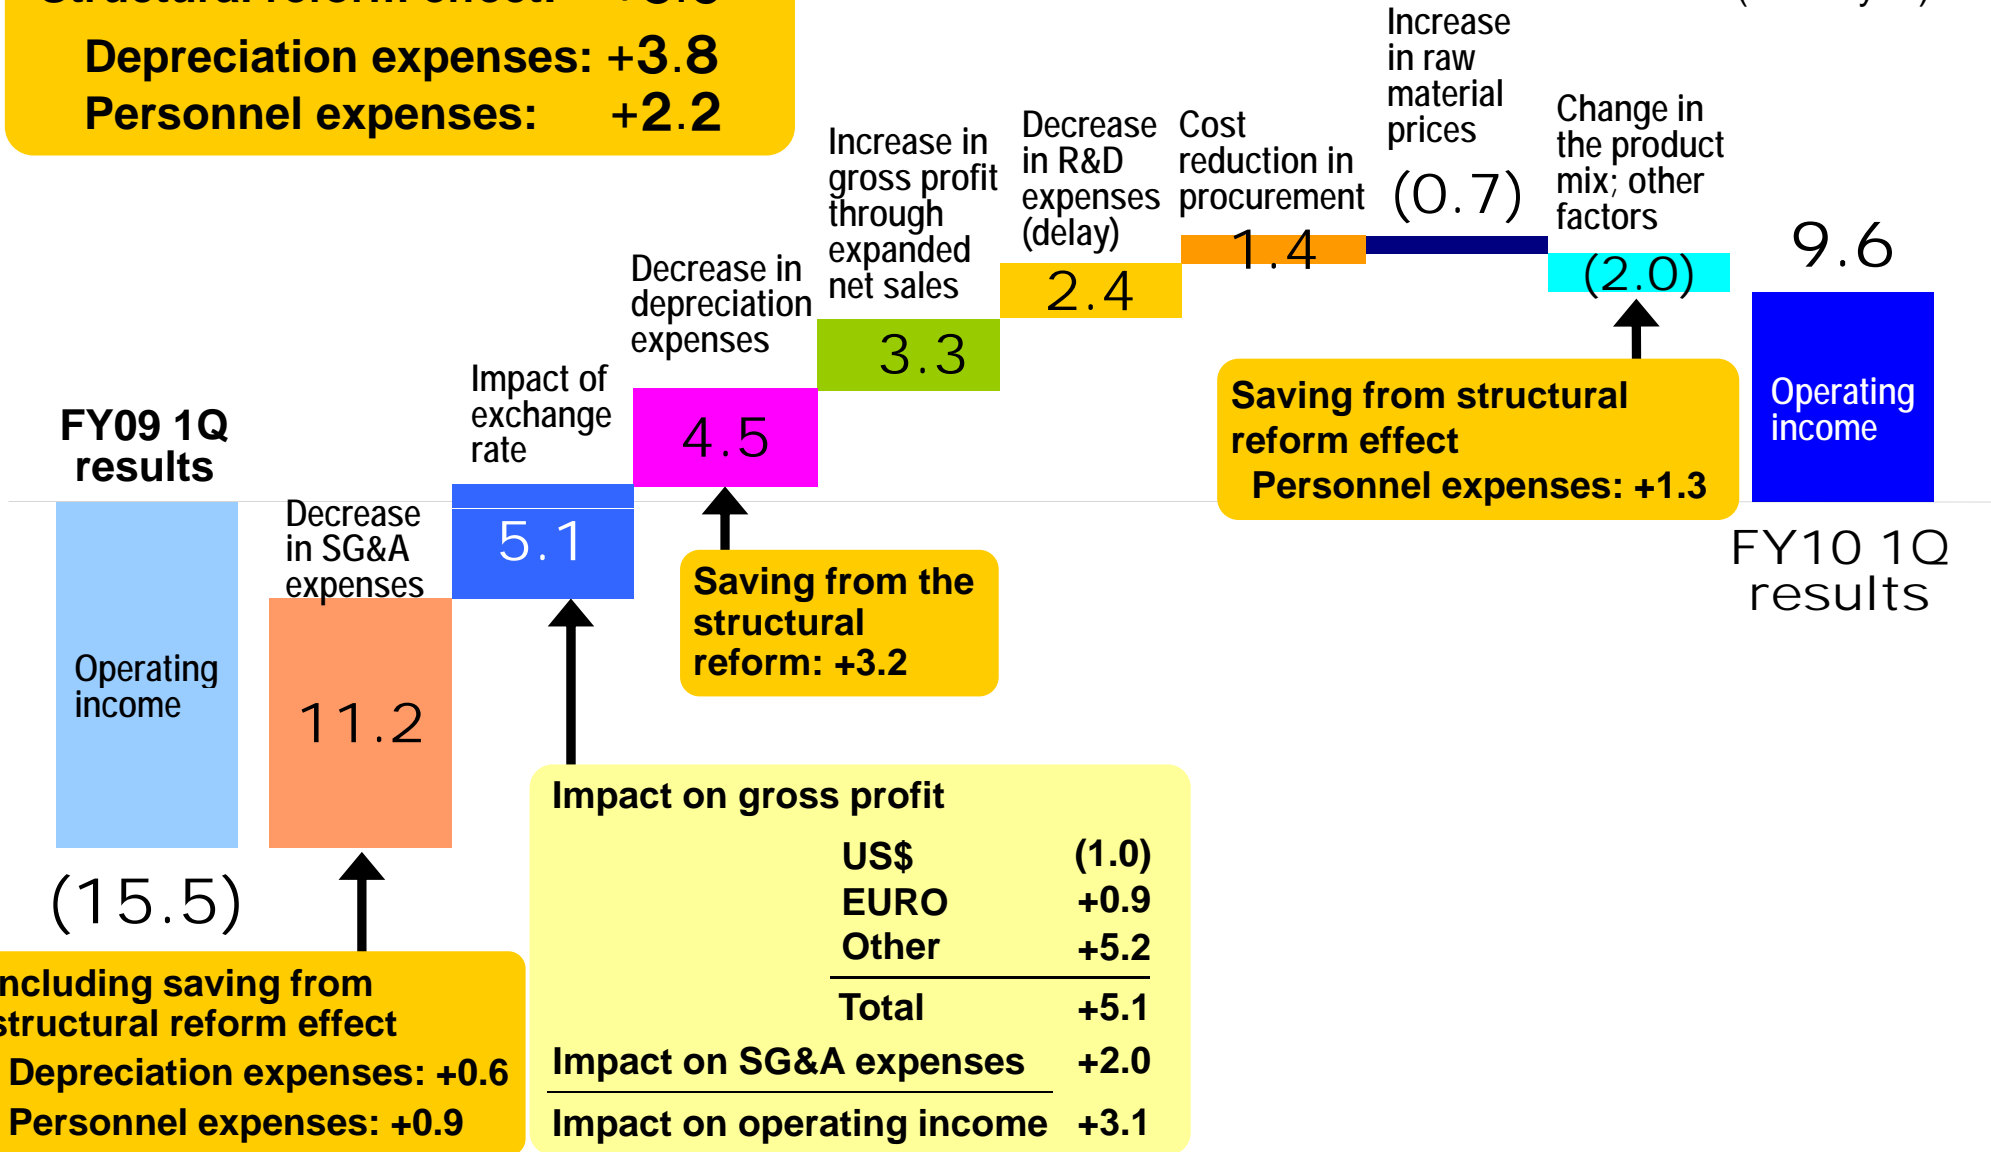 Depreciation expenses: +3.8
Personnel expenses: +2.2
Increase
in raw
material
prices
(0.7)
Change in
the product
mix; other
factors
(2.0)
Cost
reduction in
procurement
1.4
Decrease
in R&D
expenses
(delay)
2.4
Increase in
gross profit
through
expanded
net sales
3.3
Decrease in
depreciation
expenses
4.5
Impact of
exchange
rate
5.1
FY09 1Q
results
Decrease
in SG&A
expenses
11.2
Operating
income
(15.5)
9.6
Operating
income
FY10 1Q
results
Saving from structural
reform effect
Personnel expenses: +1.3
Saving from the
structural
reform: +3.2
Impact on gross profit
US$ (1.0)
EURO +0.9
Other +5.2
Total +5.1
Impact on SG&A expenses +2.0
Impact on operating income +3.1
ncluding saving from
structural reform effect
Depreciation expenses: +0.6
Personnel expenses: +0.9